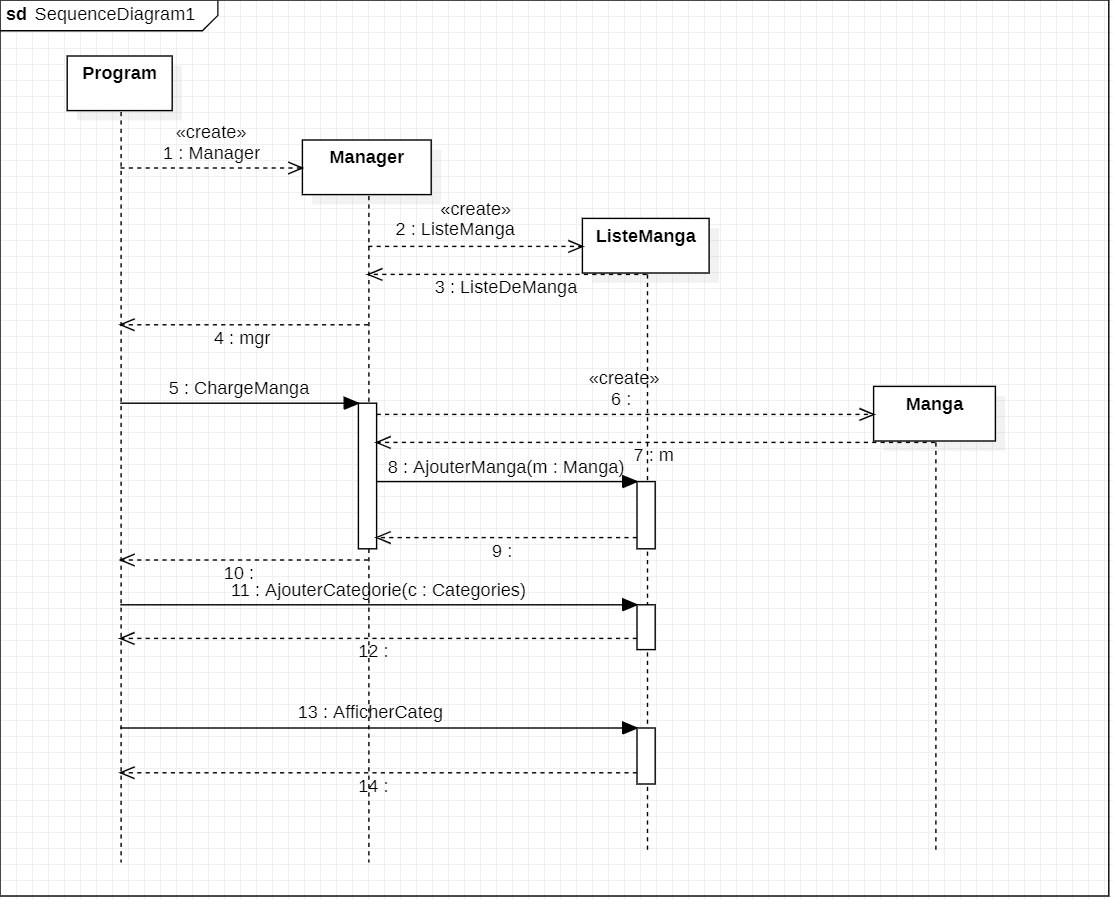 sd SequenceDiagram1
Program
«create»
1 : Manager
Manager
«create»
2 : ListeManga
ListeManga
3 : ListeDeManga
4 : mgr
«create»
5 : ChargeManga
6 :
Manga
7 : m
8 : AjouterManga(m : Manga)
9 :
10 :
11 : AjouterCategorie(c : Categories)
12 :
13 : AfficherCateg
14 :